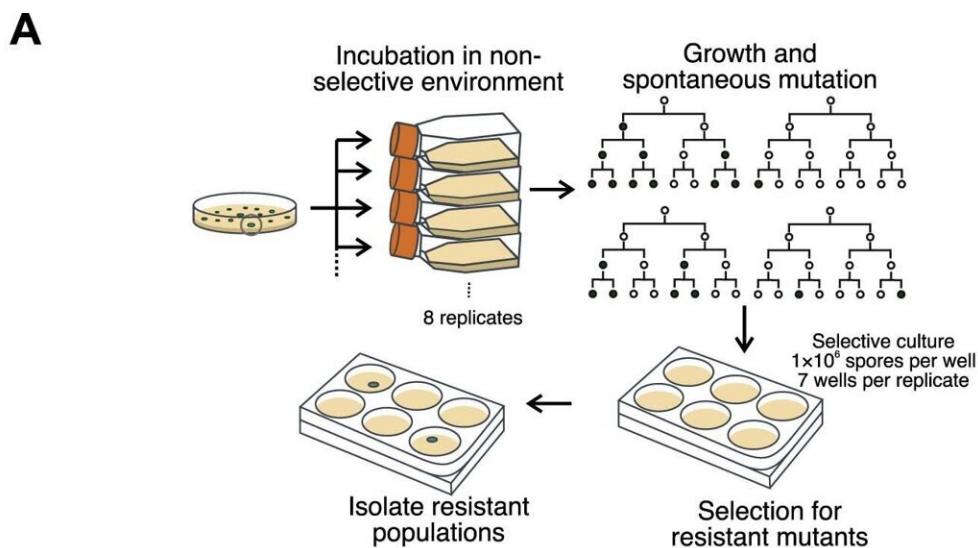 A
Incubation in non-
selective environment
Growth and
spontaneous mutation
8 replicates
Selective culture
1×10⁶ spores per well
7 wells per replicate
Isolate resistant
populations
Selection for
resistant mutants